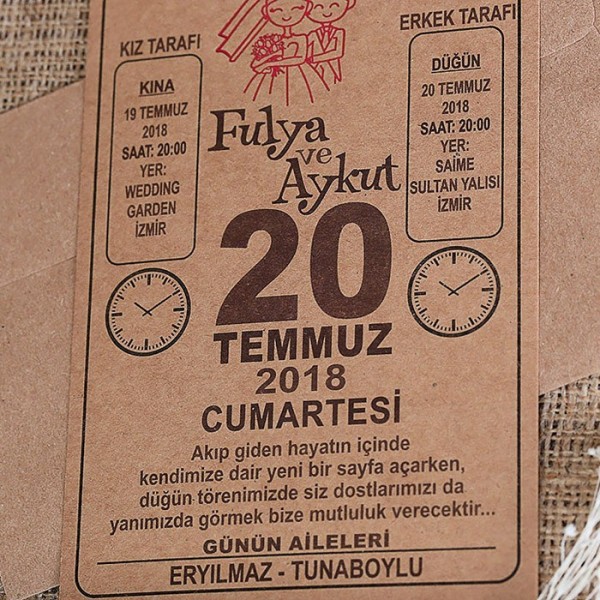 KIZ TARAFI
KINA
19 TEMMUZ
2018
SAAT: 20:00
YER:
WEDDING
GARDEN
İZMİR
ERKEK TARAFI
DÜĞÜN
20 TEMMUZ
2018
SAAT: 20:00
YER:
SAİME
SULTAN YALISI
İZMİR
Fulya
ve
Aykut
20
TEMMUZ
2018
CUMARTESİ
Akıp giden hayatın içinde
kendimize dair yeni bir sayfa açarken,
düğün törenimizde siz dostlarımızı da
yanımızda görmek bize mutluluk verecektir...
GÜNÜN AİLELERİ
ERYILMAZ - TUNABOYLU